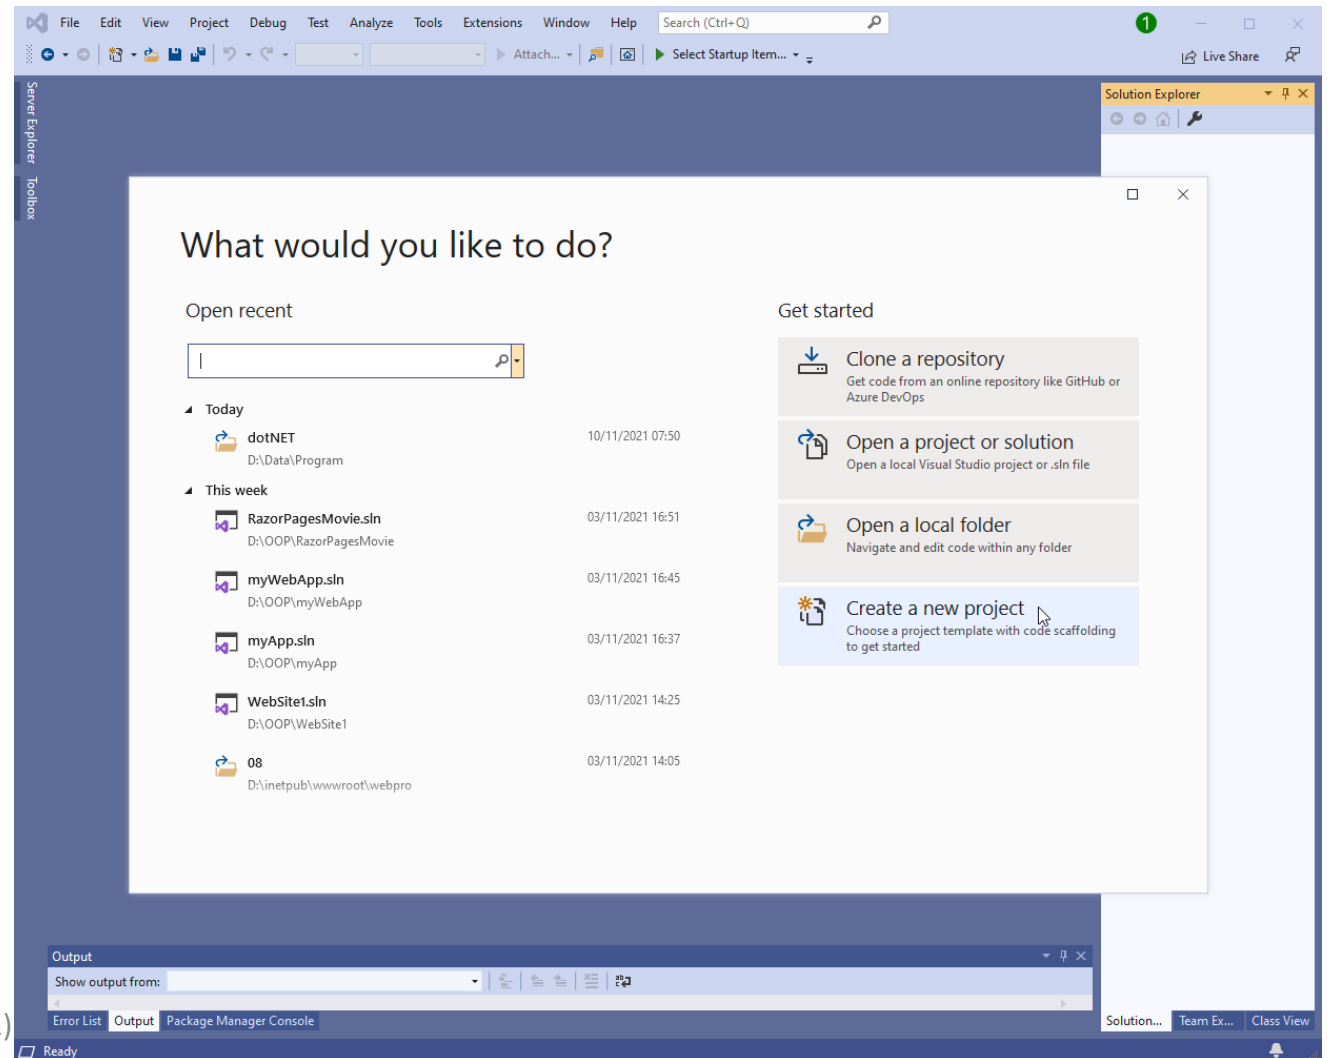 File Edit View Project Debug Test Analyze Tools Extensions Window Help Search (Ctrl+Q) 1
Attach... Select Startup Item... Live Share
Server Explorer
Toolbox
Solution Explorer
What would you like to do?
Open recent
Today
dotNET 10/11/2021 07:50
D:\Data\Program
This week
RazorPagesMovie.sln 03/11/2021 16:51
D:\OOP\RazorPagesMovie
myWebApp.sln 03/11/2021 16:45
D:\OOP\myWebApp
myApp.sln 03/11/2021 16:37
D:\OOP\myApp
WebSite1.sln 03/11/2021 14:25
D:\OOP\WebSite1
08 03/11/2021 14:05
D:\inetpub\wwwroot\webpro
Get started
Clone a repository
Get code from an online repository like GitHub or
Azure DevOps
Open a project or solution
Open a local Visual Studio project or .sln file
Open a local folder
Navigate and edit code within any folder
Create a new project
Choose a project template with code scaffolding
to get started
Output
Show output from:
Error List Output Package Manager Console
Solution... Team Ex... Class View
)
Ready